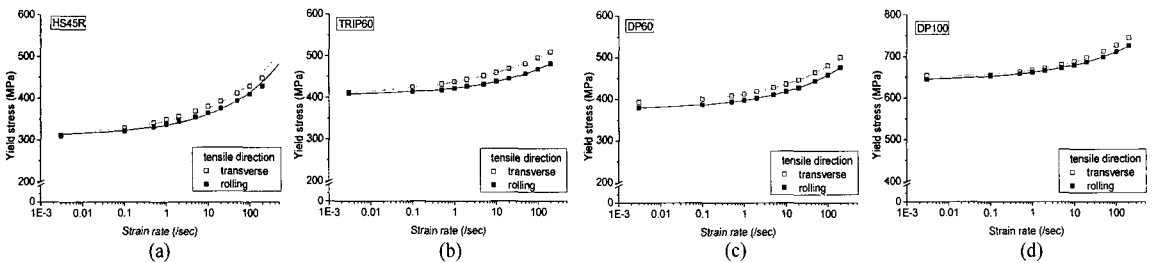 HS45R
600
500
400
300
200
0
Yield stress (MPa)
tensile direction
transverse
rolling
1E-3 0.01 0.1 1 10 100
Strain rate (/sec)
(a)
TRIP60
600
500
400
300
200
0
Yield stress (MPa)
tensile direction
transverse
rolling
1E-3 0.01 0.1 1 10 100
Strain rate (/sec)
(b)
DP60
600
500
400
300
200
0
Yield stress (MPa)
tensile direction
transverse
rolling
1E-3 0.01 0.1 1 10 100
Strain rate (/sec)
(c)
DP100
800
700
600
500
400
0
Yield stress (MPa)
tensile direction
transverse
rolling
1E-3 0.01 0.1 1 10 100
Strain rate (/sec)
(d)